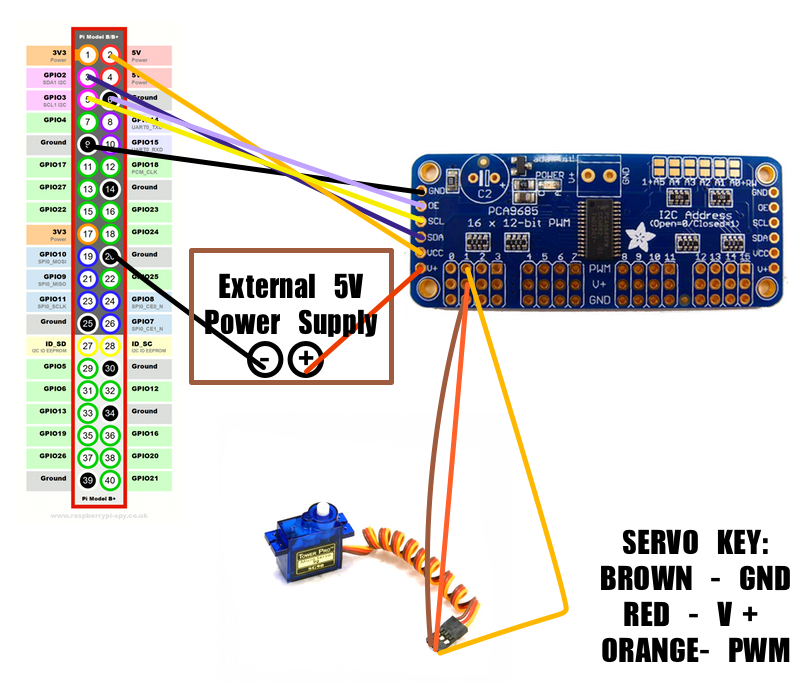 Pi Model B/B+
3V3 Power 1 2 5V Power
GPIO2 SDA1 I2C 3 4 5V Power
GPIO3 SCL1 I2C 5 6 Ground
GPIO4 7 8 GPIO14 UART0_TXD
Ground 9 10 GPIO15 UART0_RXD
GPIO17 11 12 GPIO18 PCM_CLK
GPIO27 13 14 Ground
GPIO22 15 16 GPIO23
3V3 Power 17 18 GPIO24
GPIO10 SPI0_MOSI 19 20 Ground
GPIO9 SPI0_MISO 21 22 GPIO25
GPIO11 SPI0_SCLK 23 24 GPIO8 SPI0_CE0_N
Ground 25 26 GPIO7 SPI0_CE1_N
ID_SD I2C ID EEPROM 27 28 ID_SC I2C ID EEPROM
GPIO5 29 30 Ground
GPIO6 31 32 GPIO12
GPIO13 33 34 Ground
GPIO19 35 36 GPIO16
GPIO26 37 38 GPIO20
Ground 39 40 GPIO21
Pi Model B+
www.raspberrypi-spy.co.uk
GND
OE
SCL
SDA
VCC
V+
C2
+
POWER
V+
GND
PCA9685
16 x 12-bit PWM
A5 A4 A3 A2 A1 A0
I2C Address
(Open=0/Closed=1)
GND
OE
SCL
SDA
VCC
V+
0 1 2 3 4 5 6 7 PWM 8 9 10 11 12 13 14 15
V+
GND
External 5V
Power Supply
- +
Tower Pro
SG90
SERVO KEY:
BROWN - GND
RED - V +
ORANGE- PWM